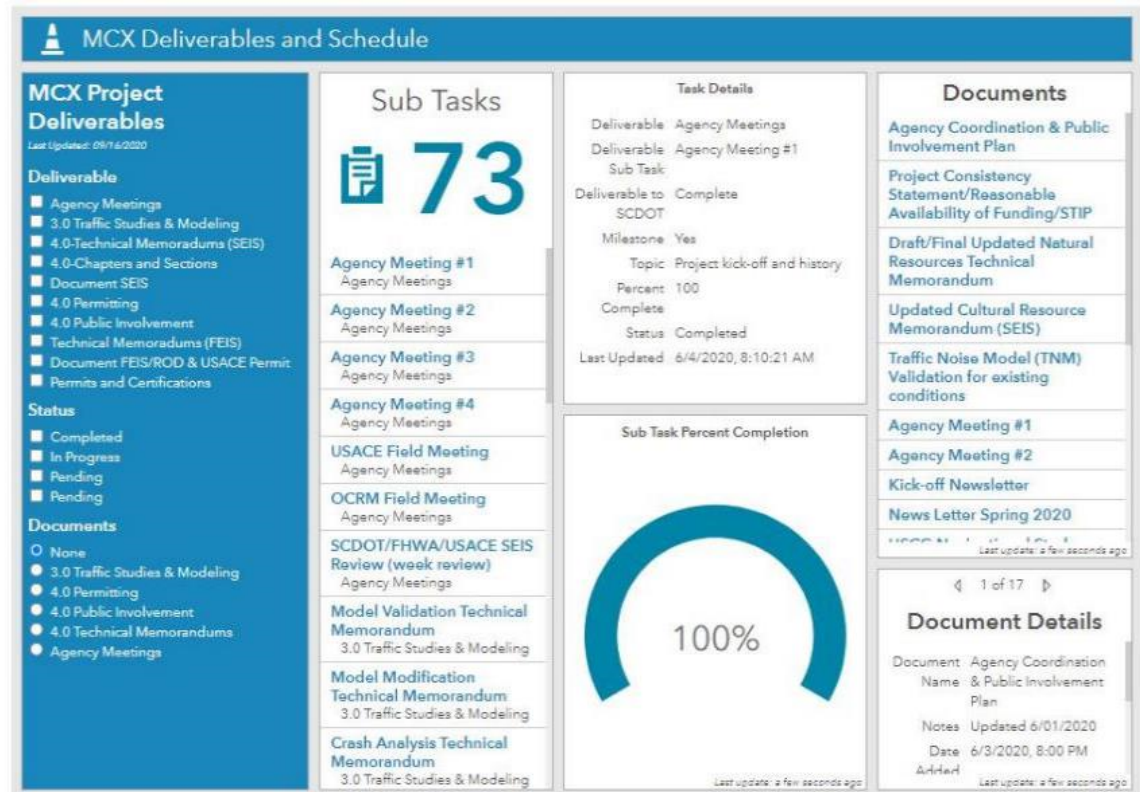 MCX Deliverables and Schedule
MCX Project
Deliverables
Last Updated: 09/16/2020
Deliverable
Agency Meetings
3.0 Traffic Studies & Modeling
4.0-Technical Memoradums (SEIS)
4.0-Chapters and Sections
Document SEIS
4.0 Permitting
4.0 Public Involvement
Technical Memoradums (FEIS)
Document FEIS/ROD & USACE Permit
Permits and Certifications
Status
Completed
In Progress
Pending
Pending
Documents
None
3.0 Traffic Studies & Modeling
4.0 Permitting
4.0 Public Involvement
4.0 Technical Memorandums
Agency Meetings
Sub Tasks
73
Agency Meeting #1
Agency Meetings
Agency Meeting #2
Agency Meetings
Agency Meeting #3
Agency Meetings
Agency Meeting #4
Agency Meetings
USACE Field Meeting
Agency Meetings
OCRM Field Meeting
Agency Meetings
SCDOT/FHWA/USACE SEIS
Review (week review)
Agency Meetings
Model Validation Technical
Memorandum
3.0 Traffic Studies & Modeling
Model Modification
Technical Memorandum
3.0 Traffic Studies & Modeling
Crash Analysis Technical
Memorandum
3.0 Traffic Studies & Modeling
Task Details
Deliverable Agency Meetings
Deliverable Agency Meeting #1
Sub Task
Deliverable to Complete
SCDOT
Milestone Yes
Topic Project kick-off and history
Percent 100
Complete
Status Completed
Last Updated 6/4/2020, 8:10:21 AM
Sub Task Percent Completion
100%
Last update: a few seconds ago
Documents
Agency Coordination & Public
Involvement Plan
Project Consistency
Statement/Reasonable
Availability of Funding/STIP
Draft/Final Updated Natural
Resources Technical
Memorandum
Updated Cultural Resource
Memorandum (SEIS)
Traffic Noise Model (TNM)
Validation for existing
conditions
Agency Meeting #1
Agency Meeting #2
Kick-off Newsletter
News Letter Spring 2020
Last update: a few seconds ago
1 of 17
Document Details
Document Agency Coordination
Name & Public Involvement
Plan
Notes Updated 6/01/2020
Date 6/3/2020, 8:00 PM
Added
Last update: a few seconds ago